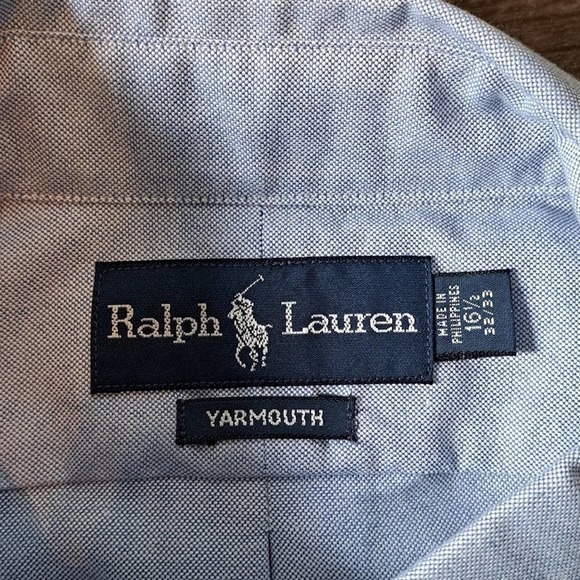 Ralph Lauren
MADE IN
PHILIPPINES
16½
32/33
YARMOUTH